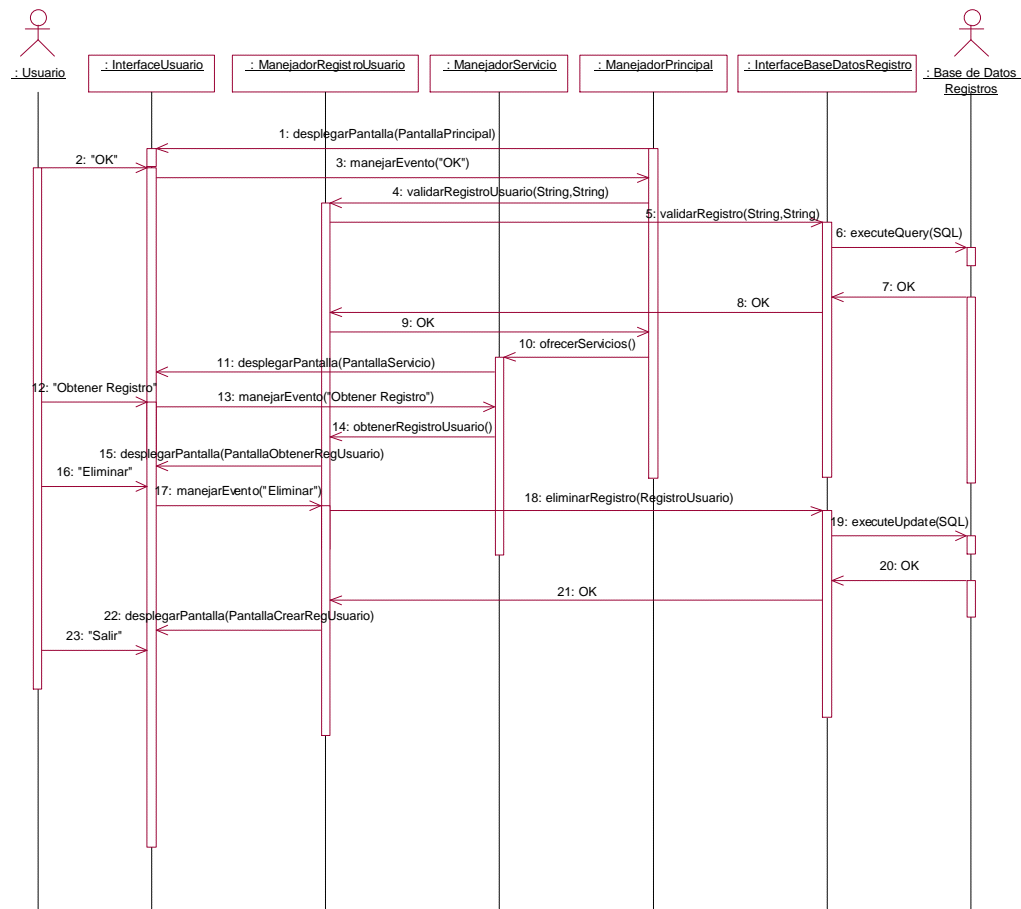 : Usuario
: InterfaceUsuario
: ManejadorRegistroUsuario
: ManejadorServicio
: ManejadorPrincipal
: InterfaceBaseDatosRegistro
: Base de Datos
Registros
1: desplegarPantalla(PantallaPrincipal)
2: "OK"
3: manejarEvento("OK")
4: validarRegistroUsuario(String,String)
5: validarRegistro(String,String)
6: executeQuery(SQL)
7: OK
8: OK
9: OK
10: ofrecerServicios()
11: desplegarPantalla(PantallaServicio)
12: "Obtener Registro"
13: manejarEvento("Obtener Registro")
14: obtenerRegistroUsuario()
15: desplegarPantalla(PantallaObtenerRegUsuario)
16: "Eliminar"
17: manejarEvento("Eliminar")
18: eliminarRegistro(RegistroUsuario)
19: executeUpdate(SQL)
20: OK
21: OK
22: desplegarPantalla(PantallaCrearRegUsuario)
23: "Salir"